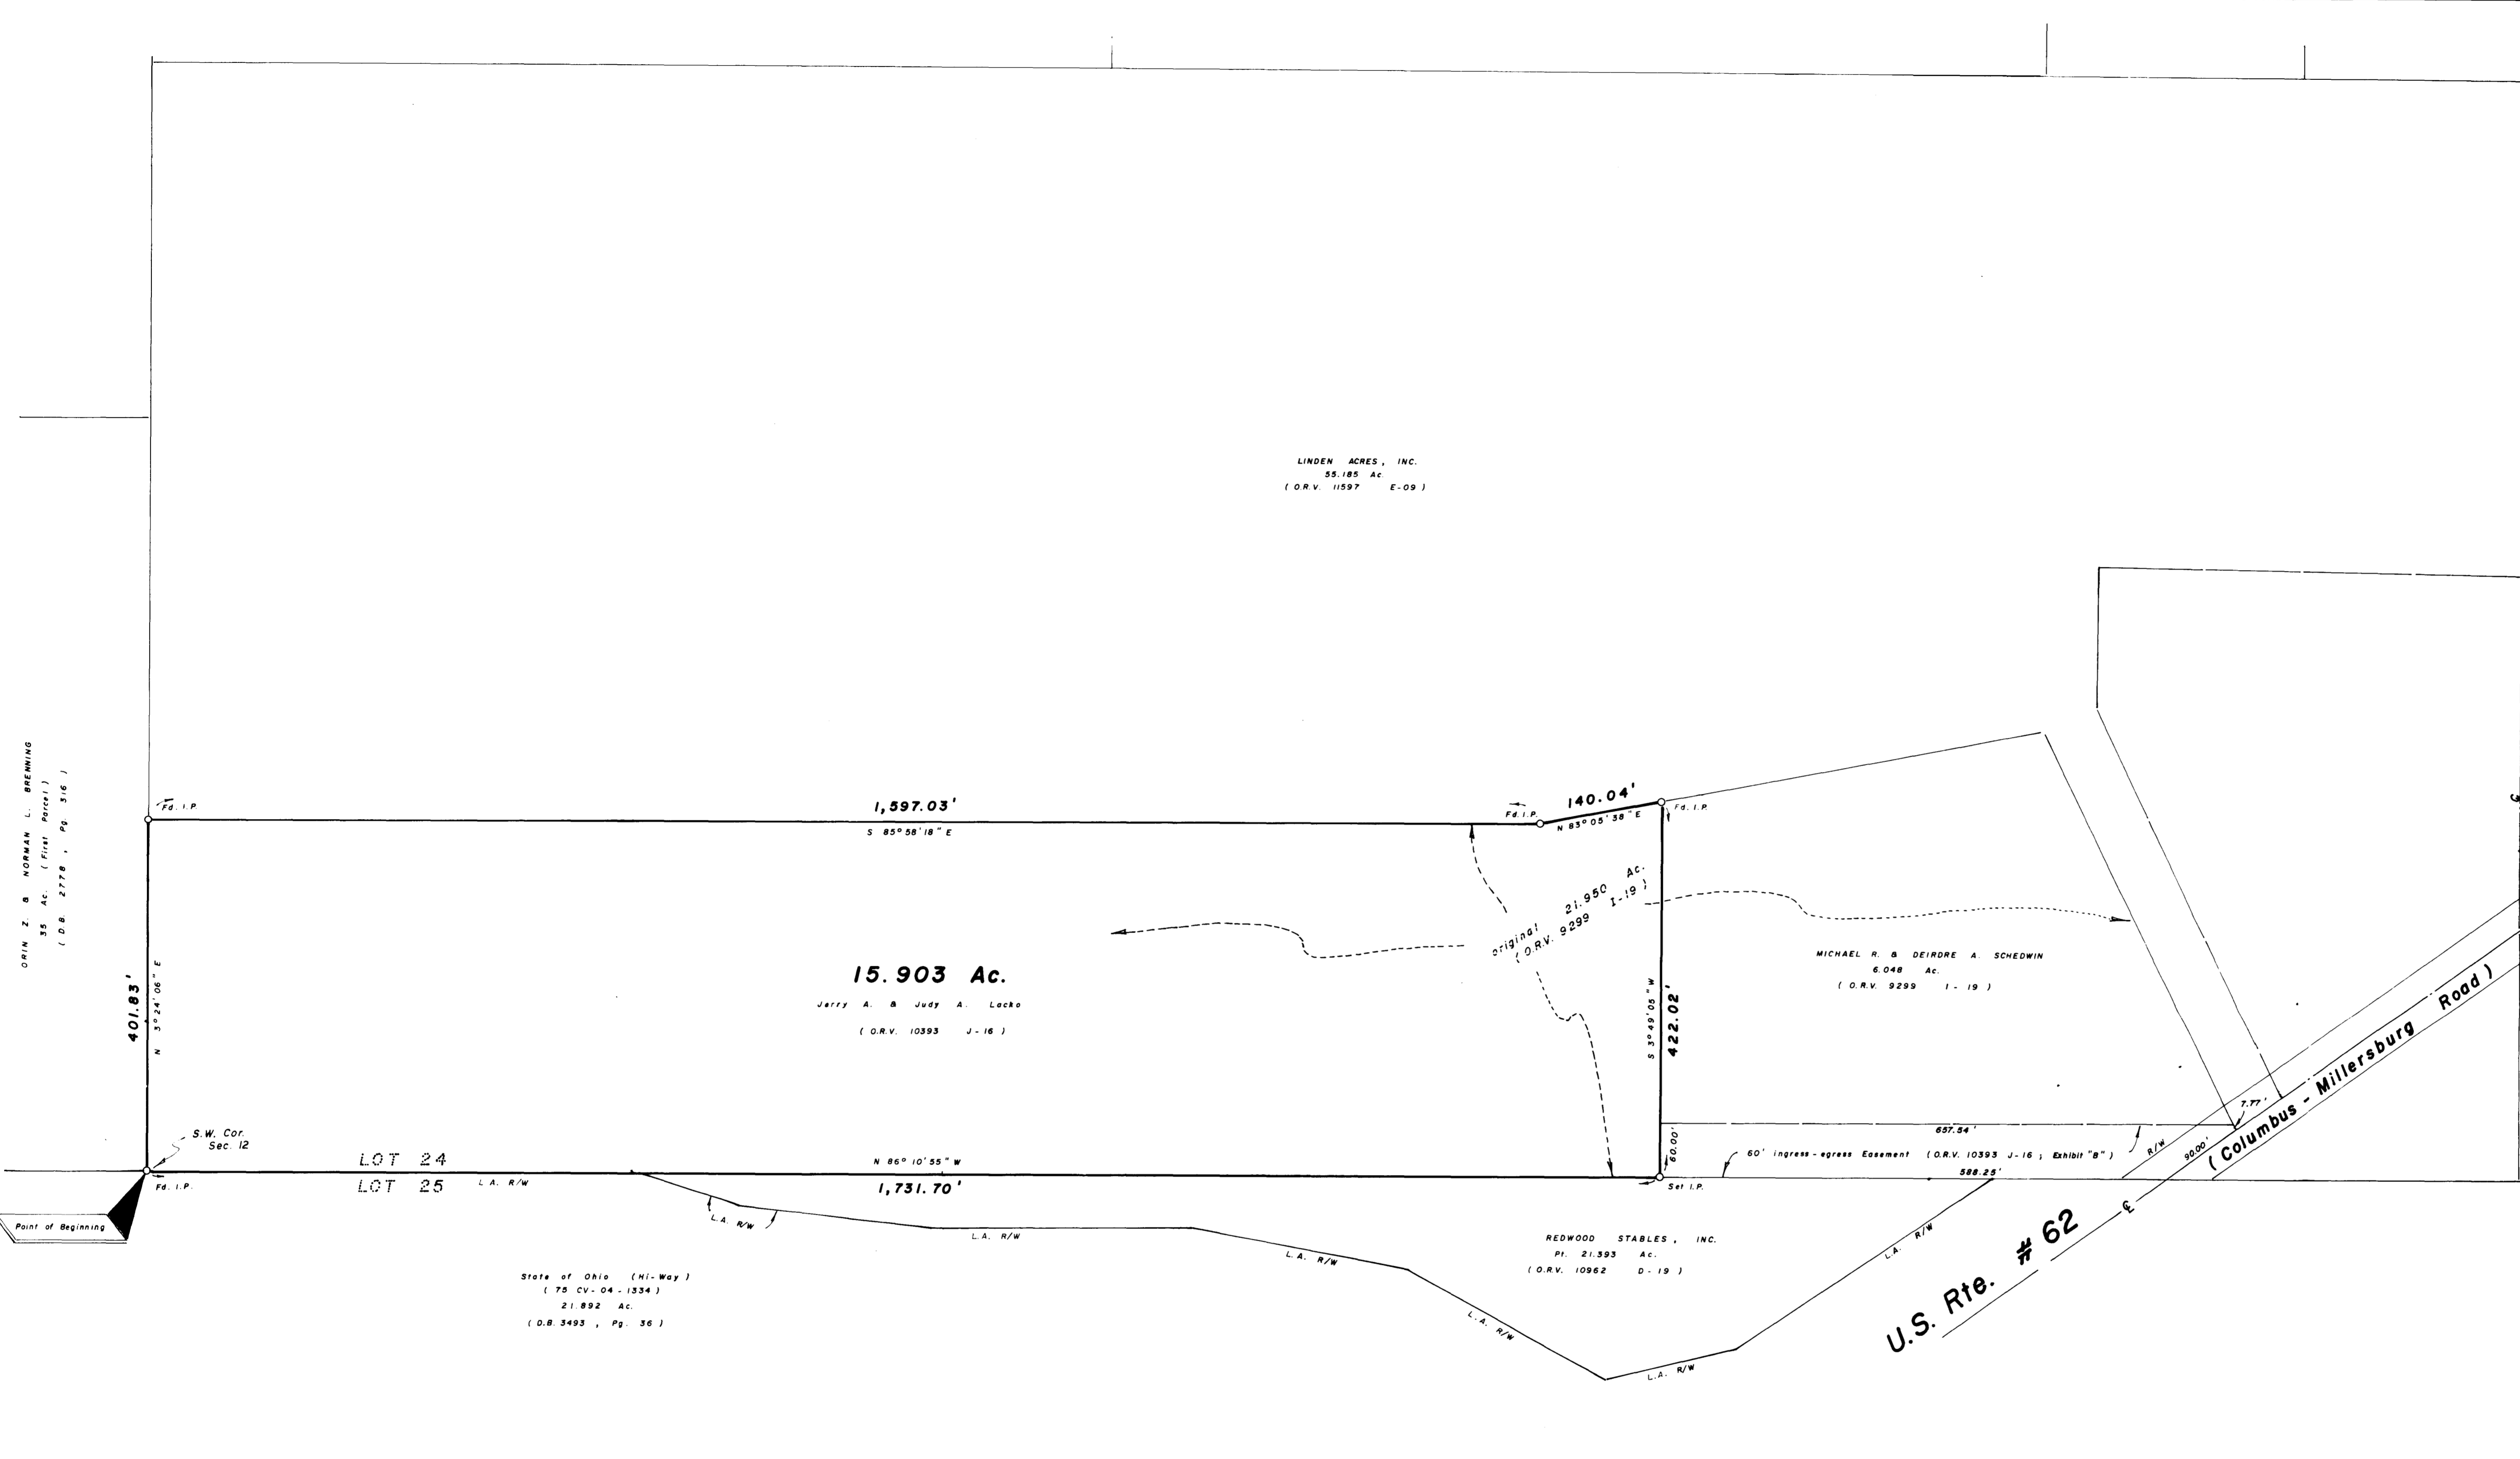 LINDEN ACRES, INC.
55.185 Ac.
( O.R.V. 11597 E-09 )
ORIN Z. & NORMAN L. BRENNING
35 Ac. ( First Parcel )
( D.B. 2778 , Pg. 316 )
Fd. I.P.
1,597.03'
S 85° 58' 18" E
Fd. I.P.
140.04'
N 83° 05' 38" E
Fd. I.P.
original 21.950 Ac.
( O.R.V. 9299 I-19 )
15.903 Ac.
Jerry A. & Judy A. Lacko
( O.R.V. 10393 J-16 )
401.83'
N 3° 24' 06" E
S 3° 49' 05" W
422.02'
MICHAEL R. & DEIRDRE A. SCHEDWIN
6.048 Ac.
( O.R.V. 9299 I - 19 )
S.W. Cor.
Sec. 12
LOT 24
LOT 25
L.A. R/W
N 86° 10' 55" W
1,731.70'
Fd. I.P.
Point of Beginning
60.00'
657.54'
60' ingress-egress Easement ( O.R.V. 10393 J-16 ; Exhibit "B" )
588.25'
Set I.P.
R/W
90.00'
7.77'
( Columbus - Millersburg Road )
U.S. Rte. # 62
L.A. R/W
L.A. R/W
L.A. R/W
L.A. R/W
L.A. R/W
L.A. R/W
REDWOOD STABLES, INC.
Pt. 21.393 Ac.
( O.R.V. 10962 D-19 )
State of Ohio (Hi-Way)
( 75 CV-04-1334 )
21.892 Ac.
( D.B. 3493 , Pg. 36 )